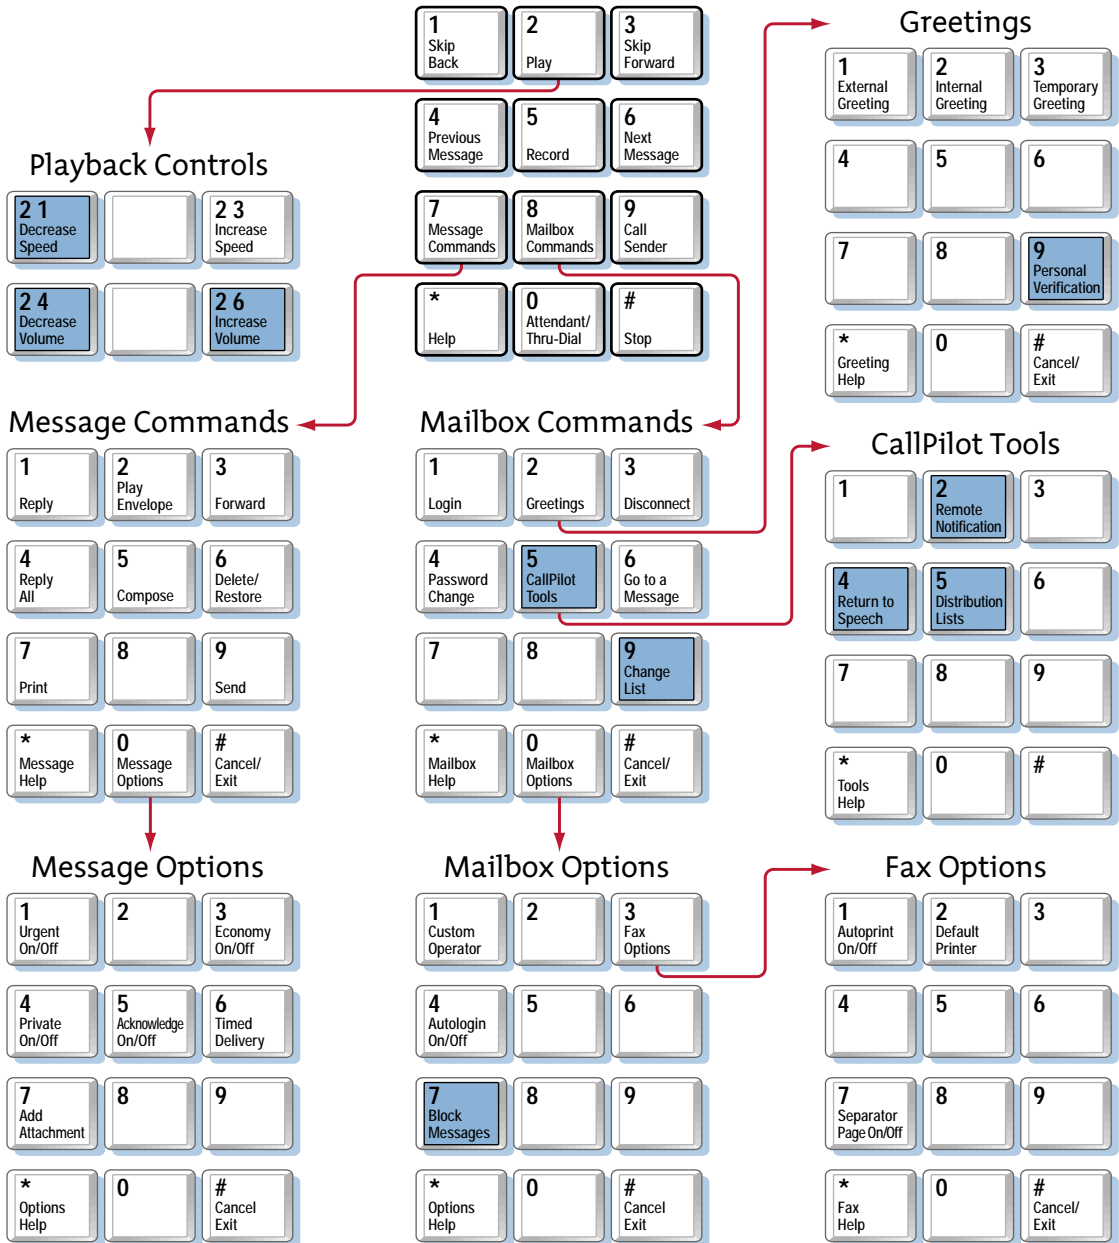 1
Skip
Back
2
Play
3
Skip
Forward
4
Previous
Message
5
Record
6
Next
Message
7
Message
Commands
8
Mailbox
Commands
9
Call
Sender
*
Help
0
Attendant/
Thru-Dial
#
Stop
Playback Controls
2 1
Decrease
Speed
2 3
Increase
Speed
2 4
Decrease
Volume
2 6
Increase
Volume
Greetings
1
External
Greeting
2
Internal
Greeting
3
Temporary
Greeting
4
5
6
7
8
9
Personal
Verification
*
Greeting
Help
0
#
Cancel/
Exit
Message Commands
1
Reply
2
Play
Envelope
3
Forward
4
Reply
All
5
Compose
6
Delete/
Restore
7
Print
8
9
Send
*
Message
Help
0
Message
Options
#
Cancel/
Exit
Mailbox Commands
1
Login
2
Greetings
3
Disconnect
4
Password
Change
5
CallPilot
Tools
6
Go to a
Message
7
8
9
Change
List
*
Mailbox
Help
0
Mailbox
Options
#
Cancel/
Exit
CallPilot Tools
1
2
Remote
Notification
3
4
Return to
Speech
5
Distribution
Lists
6
7
8
9
*
Tools
Help
0
#
Message Options
1
Urgent
On/Off
2
3
Economy
On/Off
4
Private
On/Off
5
Acknowledge
On/Off
6
Timed
Delivery
7
Add
Attachment
8
9
*
Options
Help
0
#
Cancel
Exit
Mailbox Options
1
Custom
Operator
2
3
Fax
Options
4
Autologin
On/Off
5
6
7
Block
Messages
8
9
*
Options
Help
0
#
Cancel
Exit
Fax Options
1
Autoprint
On/Off
2
Default
Printer
3
4
5
6
7
Separator
Page On/Off
8
9
*
Fax
Help
0
#
Cancel/
Exit